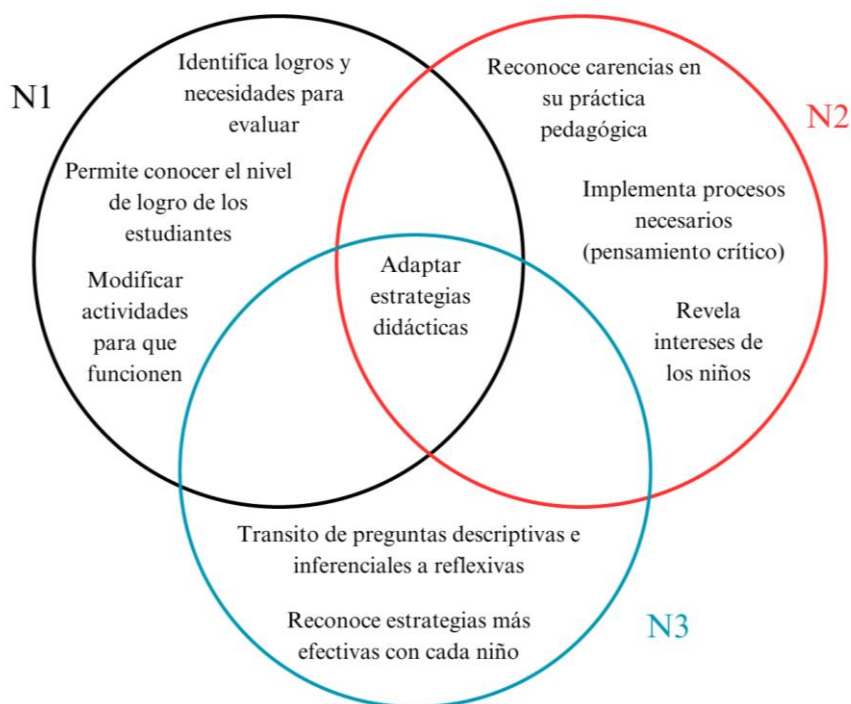 N1
Identifica logros y
necesidades para
evaluar
Permite conocer el nivel
de logro de los
estudiantes
Modificar
actividades
para que
funcionen
Adaptar
estrategias
didácticas
Reconoce carencias en
su práctica
pedagógica
N2
Implementa procesos
necesarios
(pensamiento crítico)
Revela
intereses de
los niños
Transito de preguntas descriptivas e
inferenciales a reflexivas
Reconoce estrategias más
efectivas con cada niño
N3